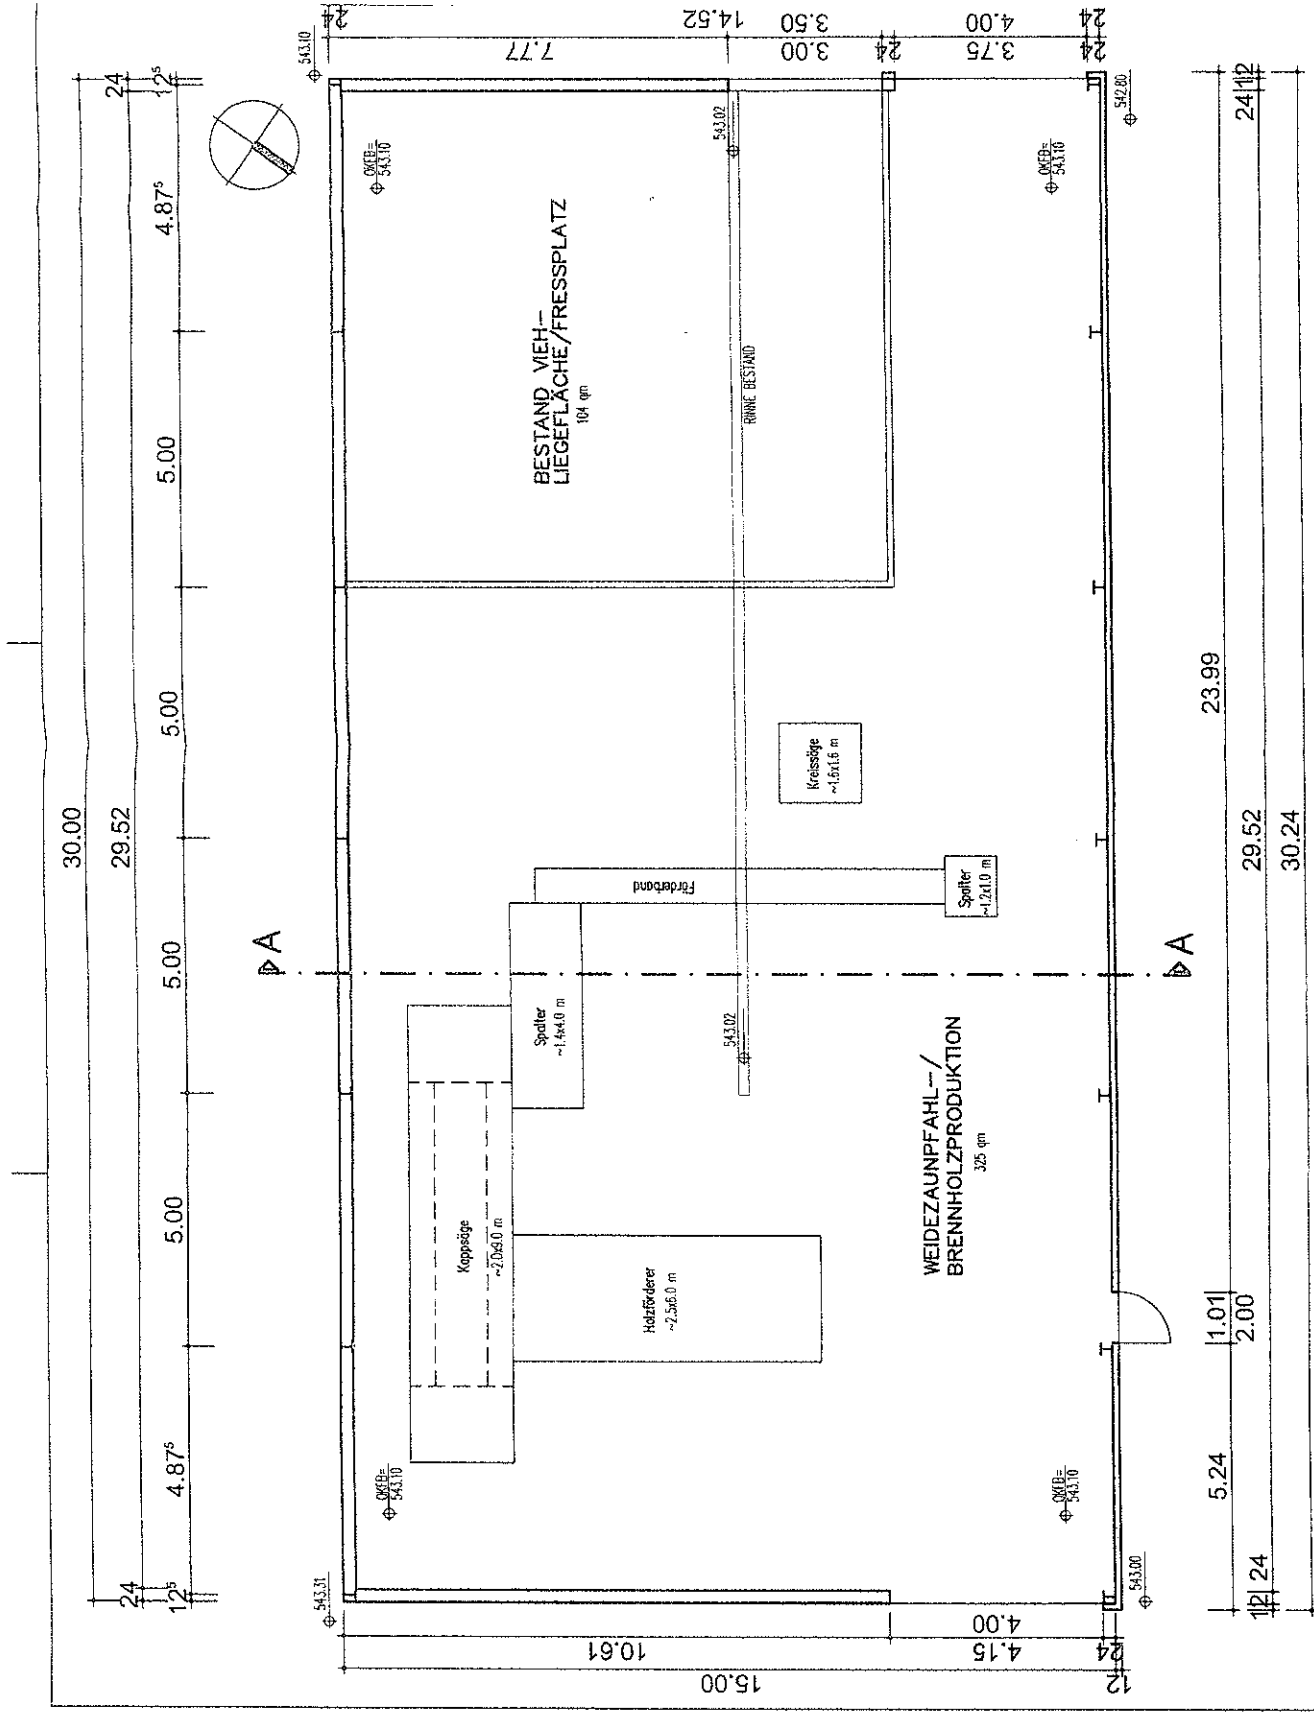 30.00
24
29.52
24
12⁵
4.87⁵
5.00
5.00
5.00
5.00
4.87⁵
12⁵
24
7.77
14.52
3.00
3.50
24
3.75
4.00
24
24
543.10
OKFB=
543.10
543.02
OKFB=
543.10
542.80
BESTAND VIEH-
LIEGEFLÄCHE/FRESSPLATZ
104 qm
RINNE BESTAND
Kreissäge
~1.6x1.6 m
Förderband
Spalter
~1.2x1.0 m
A
A
Spalter
~1.4x4.0 m
543.02
Kappsäge
~2.0x9.0 m
Holzförderer
~2.5x6.0 m
WEIDEZAUNPFAHL-/
BRENNHOLZPRODUKTION
325 qm
543.31
OKFB=
543.10
OKFB=
543.10
543.00
10.61
4.00
15.00
4.15
24
12
5.24
1.01
2.00
23.99
12
24
29.52
24
12
30.24